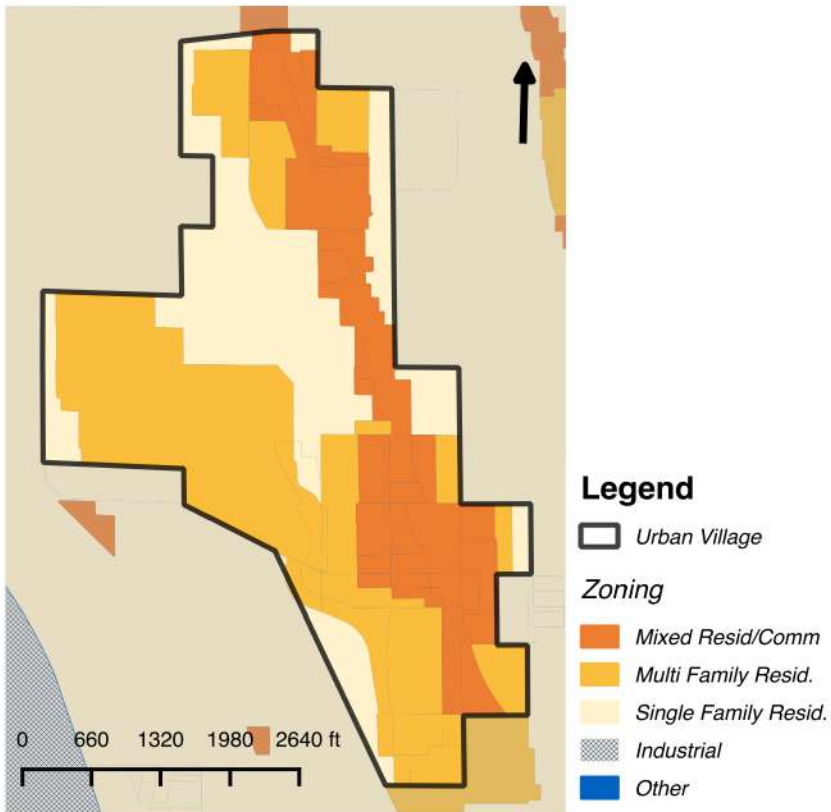 Legend
Urban Village
Zoning
Mixed Resid/Comm
Multi Family Resid.
Single Family Resid.
Industrial
Other
0 660 1320 1980 2640 ft